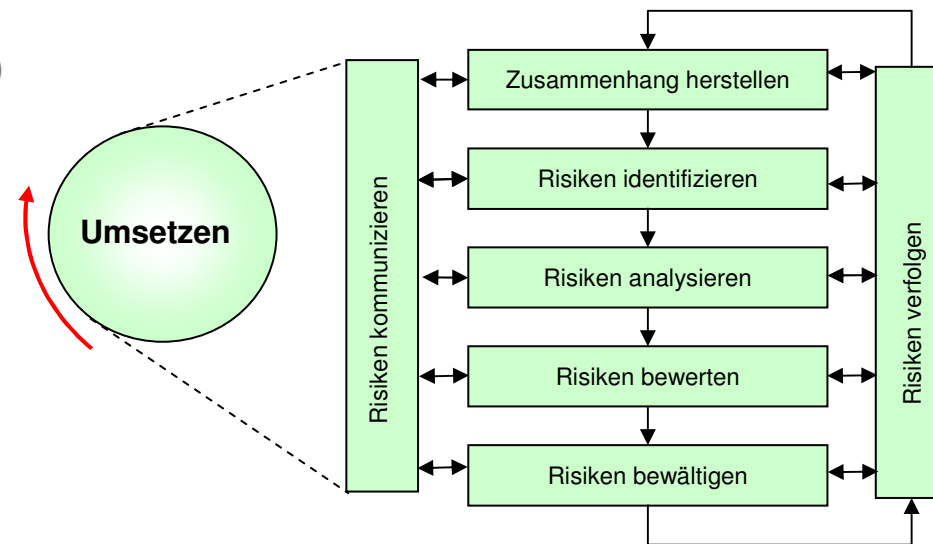 Umsetzen
Risiken kommunizieren
Zusammenhang herstellen
Risiken identifizieren
Risiken analysieren
Risiken bewerten
Risiken bewältigen
Risiken verfolgen